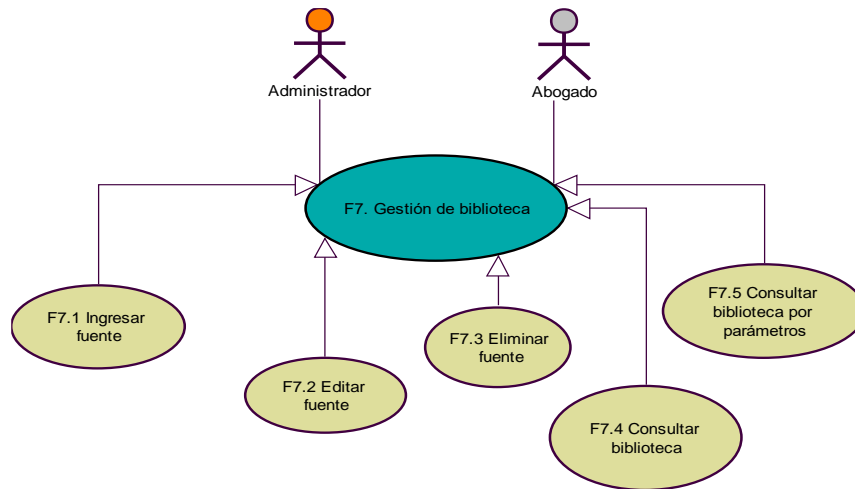 Administrador
Abogado
F7. Gestión de biblioteca
F7.1 Ingresar
fuente
F7.2 Editar
fuente
F7.3 Eliminar
fuente
F7.4 Consultar
biblioteca
F7.5 Consultar
biblioteca por
parámetros